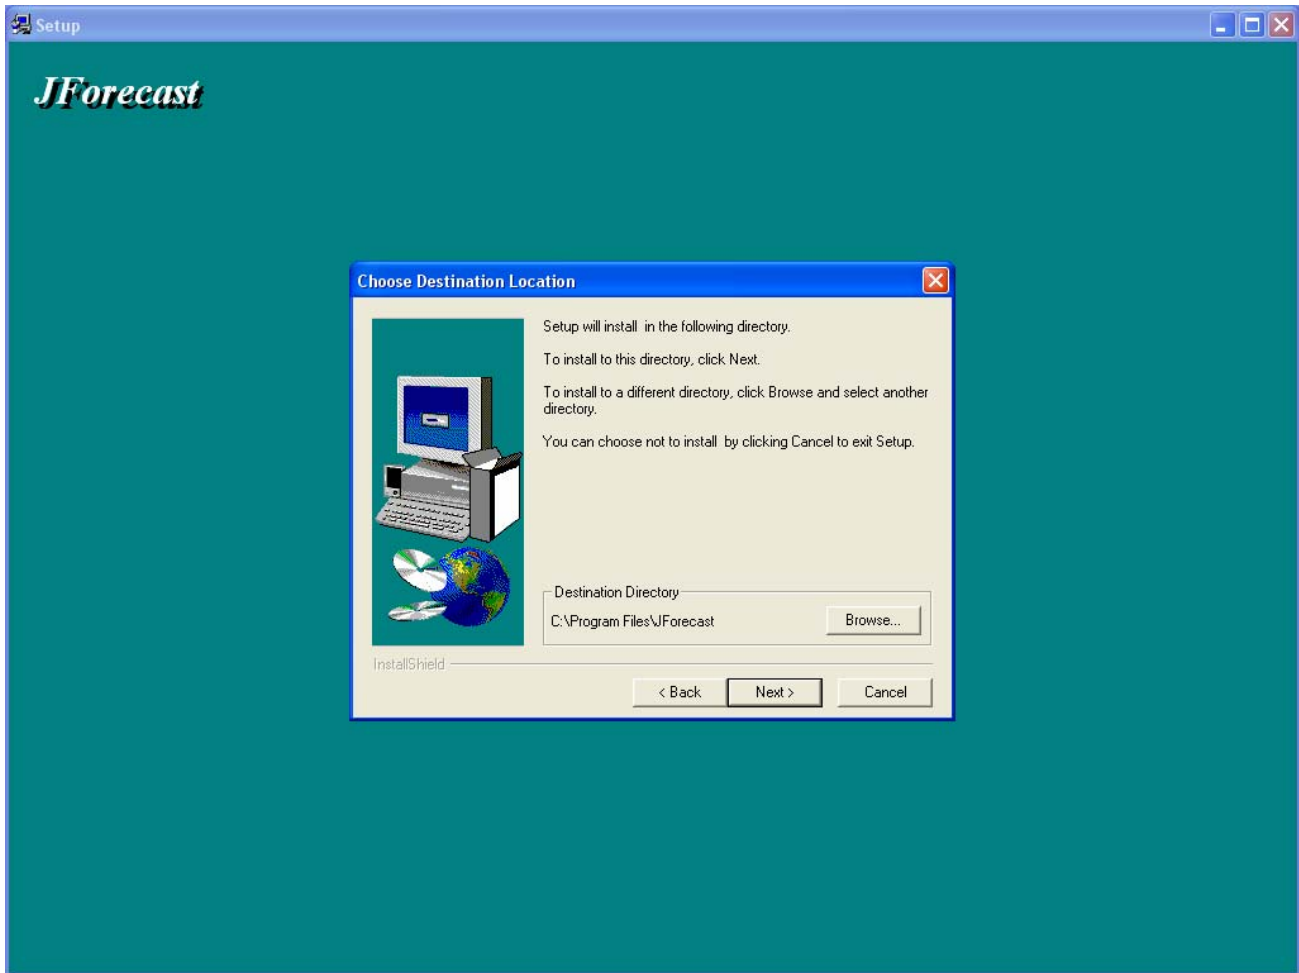 Setup
JForecast
Choose Destination Location
Setup will install  in the following directory.
To install to this directory, click Next.
To install to a different directory, click Browse and select another
directory.
You can choose not to install  by clicking Cancel to exit Setup.
Destination Directory
C:\Program Files\JForecast
Browse...
InstallShield
< Back
Next >
Cancel